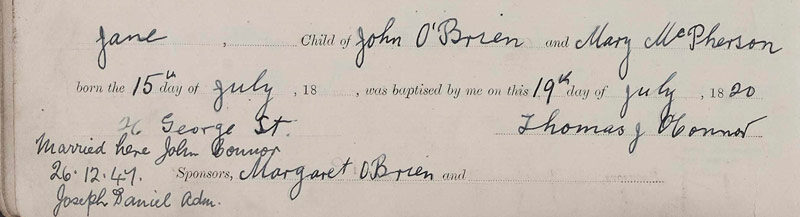 Jane , Child of John O'Brien and Mary McPherson
born the 15th day of July , 18 , was baptised by me on this 19th day of July , 1820
26 George St. Thomas J O'Connor
Married here John Connor
26.12.47. Sponsors, Margaret O'Brien and
Joseph Daniel Adm.